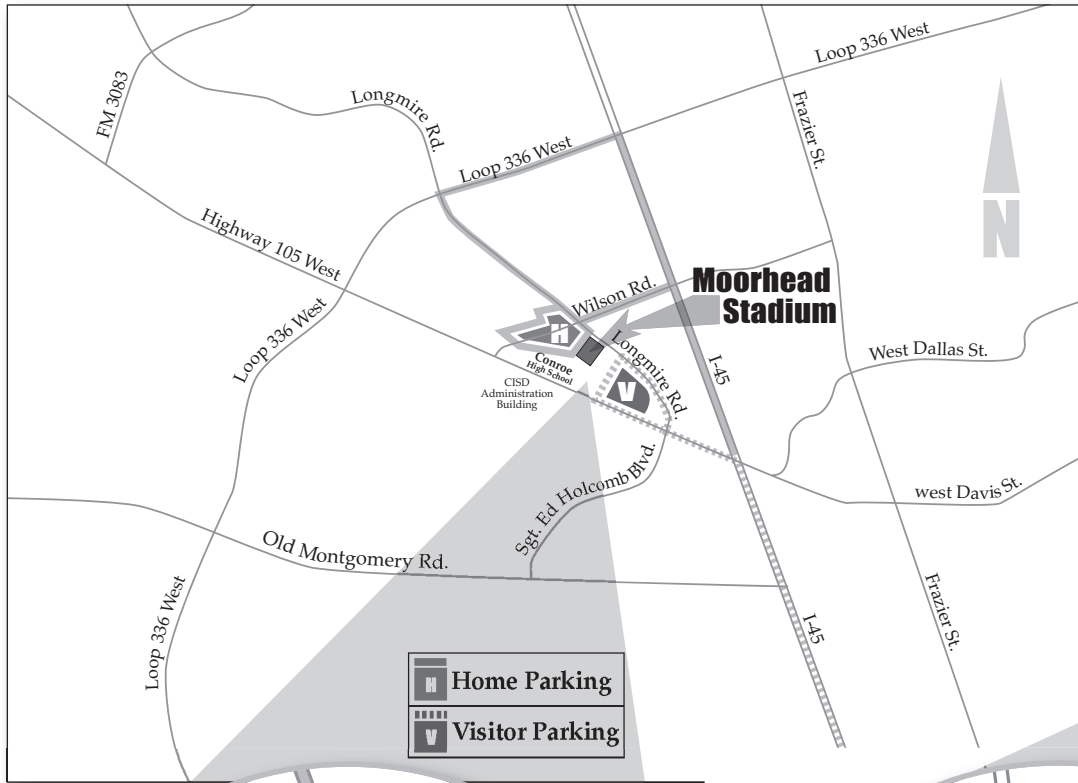 Loop 336 West
FM 3083
Longmire Rd.
Frazier St.
Loop 336 West
N
Highway 105 West
Moorhead
Stadium
Wilson Rd.
H
Loop 336 West
Longmire Rd.
I-45
West Dallas St.
Conroe
High School
CISD
Administration
Building
V
Sgt. Ed Holcomb Blvd.
west Davis St.
Old Montgomery Rd.
Loop 336 West
I-45
Frazier St.
H Home Parking
V Visitor Parking